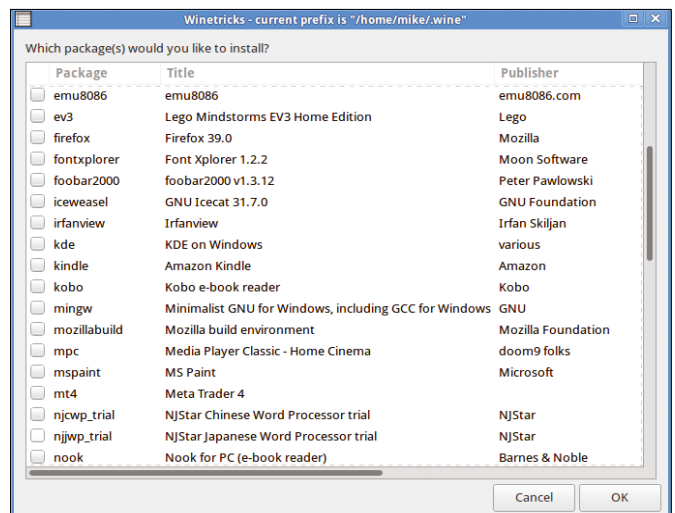 Winetricks - current prefix is "/home/mike/.wine"
Which package(s) would you like to install?
Package Title Publisher
emu8086 emu8086 emu8086.com
ev3 Lego Mindstorms EV3 Home Edition Lego
firefox Firefox 39.0 Mozilla
fontxplorer Font Xplorer 1.2.2 Moon Software
foobar2000 foobar2000 v1.3.12 Peter Pawlowski
iceweasel GNU Icecat 31.7.0 GNU Foundation
irfanview Irfanview Irfan Skiljan
kde KDE on Windows various
kindle Amazon Kindle Amazon
kobo Kobo e-book reader Kobo
mingw Minimalist GNU for Windows, including GCC for Windows GNU
mozillabuild Mozilla build environment Mozilla Foundation
mpc Media Player Classic - Home Cinema doom9 folks
mspaint MS Paint Microsoft
mt4 Meta Trader 4
njcwp_trial NJStar Chinese Word Processor trial NJStar
njjwp_trial NJStar Japanese Word Processor trial NJStar
nook Nook for PC (e-book reader) Barnes & Noble
Cancel OK